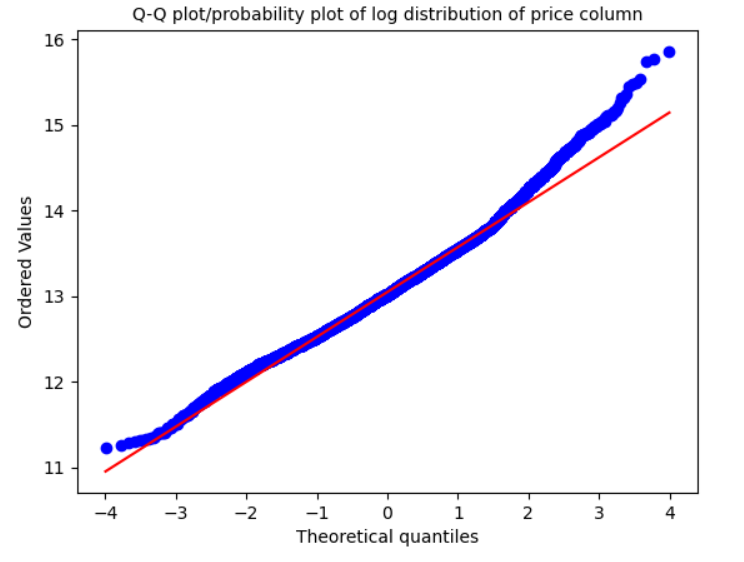 Q-Q plot/probability plot of log distribution of price column
16
15
14
13
12
11
Ordered Values
−4 −3 −2 −1 0 1 2 3 4
Theoretical quantiles